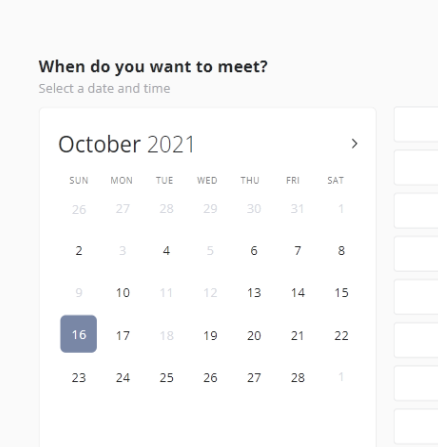 When do you want to meet?
Select a date and time
October 2021
SUN MON TUE WED THU FRI SAT
26 27 28 29 30 31 1
2 3 4 5 6 7 8
9 10 11 12 13 14 15
16 17 18 19 20 21 22
23 24 25 26 27 28 1